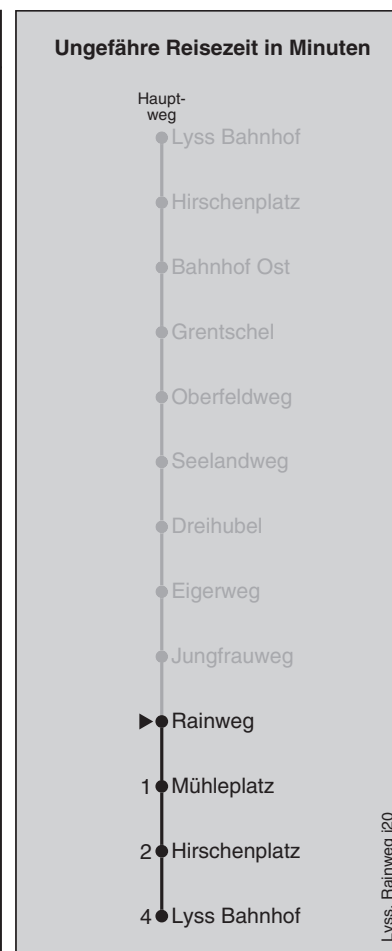 Ungefähre Reisezeit in Minuten
Haupt-
weg
Lyss Bahnhof
Hirschenplatz
Bahnhof Ost
Grentschel
Oberfeldweg
Seelandweg
Dreihubel
Eigerweg
Jungfrauweg
Rainweg
1 Mühleplatz
2 Hirschenplatz
4 Lyss Bahnhof
Lyss, Rainweg j20